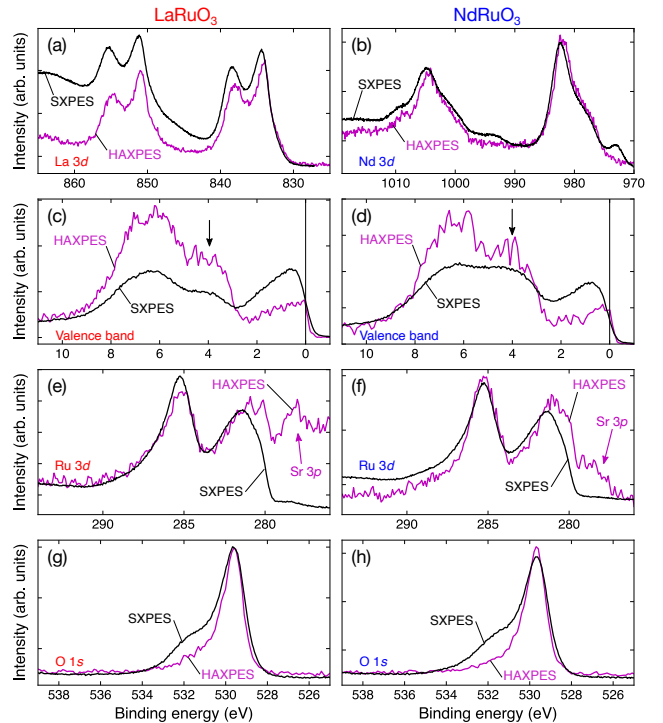 LaRuO₃ NdRuO₃
(a) (b)
SXPES SXPES
HAXPES HAXPES
La 3d Nd 3d
Intensity (arb. units)
860 850 840 830 1010 1000 990 980 970
(c) (d)
HAXPES HAXPES
SXPES SXPES
Valence band Valence band
Intensity (arb. units)
10 8 6 4 2 0 10 8 6 4 2 0
(e) (f)
HAXPES HAXPES
Sr 3p Sr 3p
Ru 3d Ru 3d
SXPES SXPES
Intensity (arb. units)
290 285 280 290 285 280
(g) (h)
SXPES SXPES
HAXPES HAXPES
O 1s O 1s
Intensity (arb. units)
538 536 534 532 530 528 526 538 536 534 532 530 528 526
Binding energy (eV) Binding energy (eV)